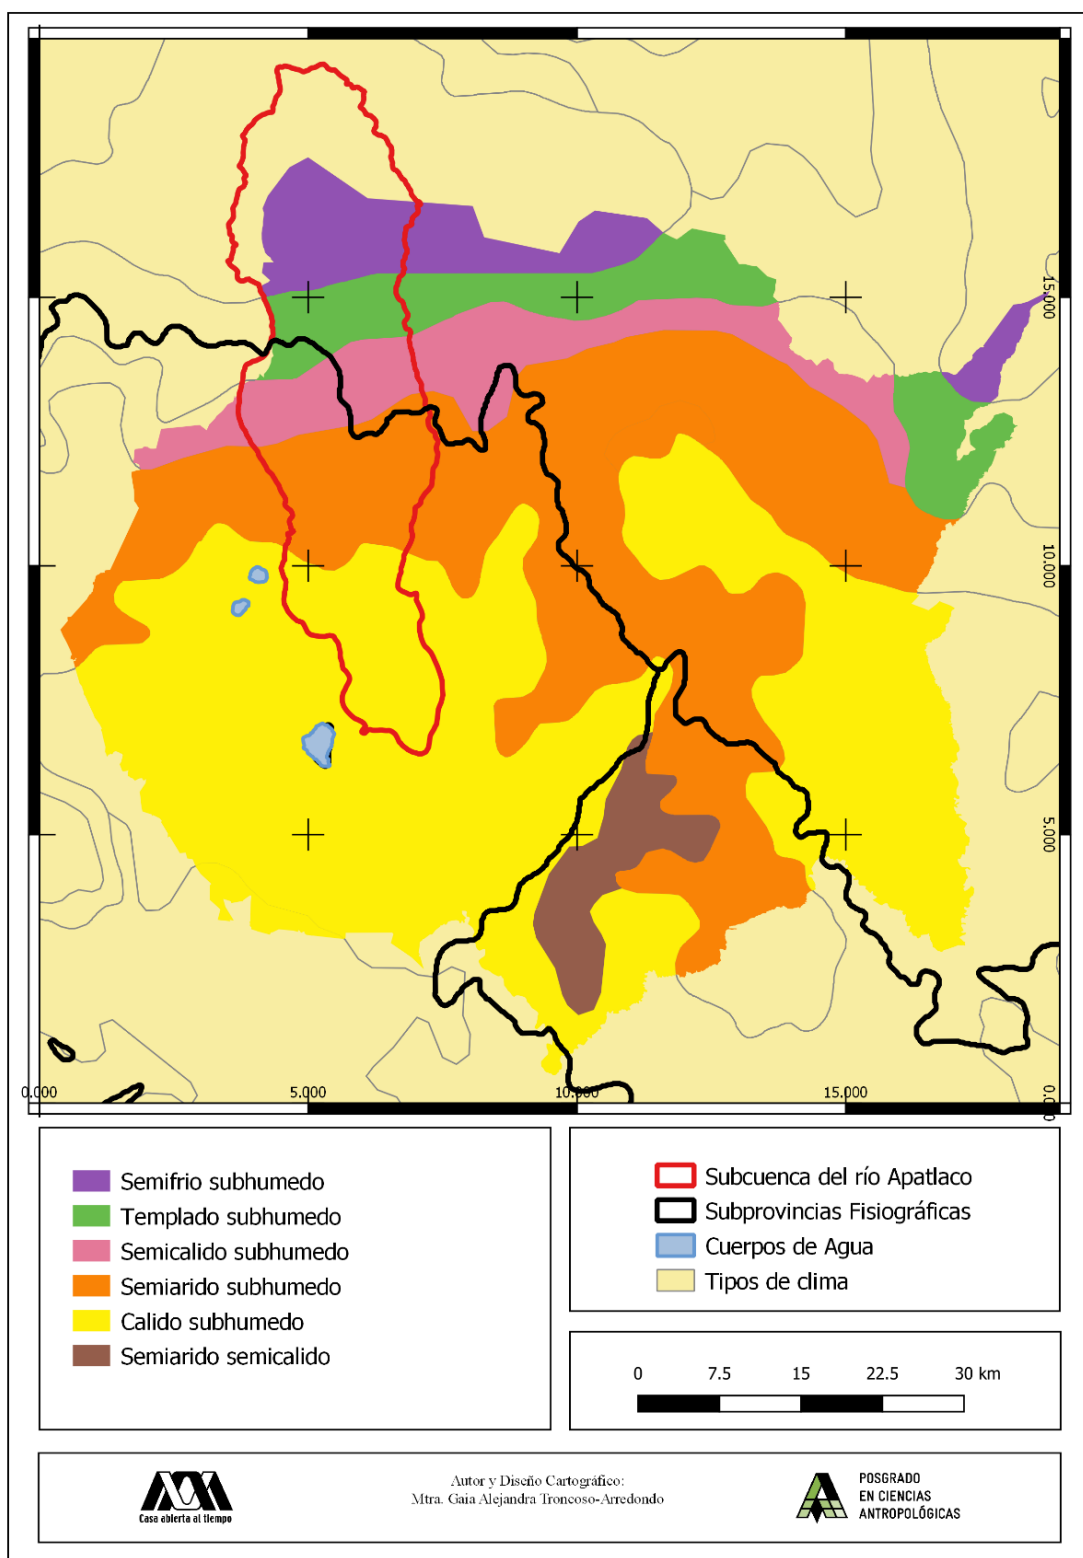 15.000
10.000
5.000
0.000
5.000
10.000
15.000
Semifrio subhumedo
Templado subhumedo
Semicalido subhumedo
Semiarido subhumedo
Calido subhumedo
Semiarido semicalido
Subcuenca del río Apatlaco
Subprovincias Fisiográficas
Cuerpos de Agua
Tipos de clima
0 7.5 15 22.5 30 km
Casa abierta al tiempo
Autor y Diseño Cartográfico:
Mtra. Gaia Alejandra Troncoso-Arredondo
POSGRADO
EN CIENCIAS
ANTROPOLÓGICAS